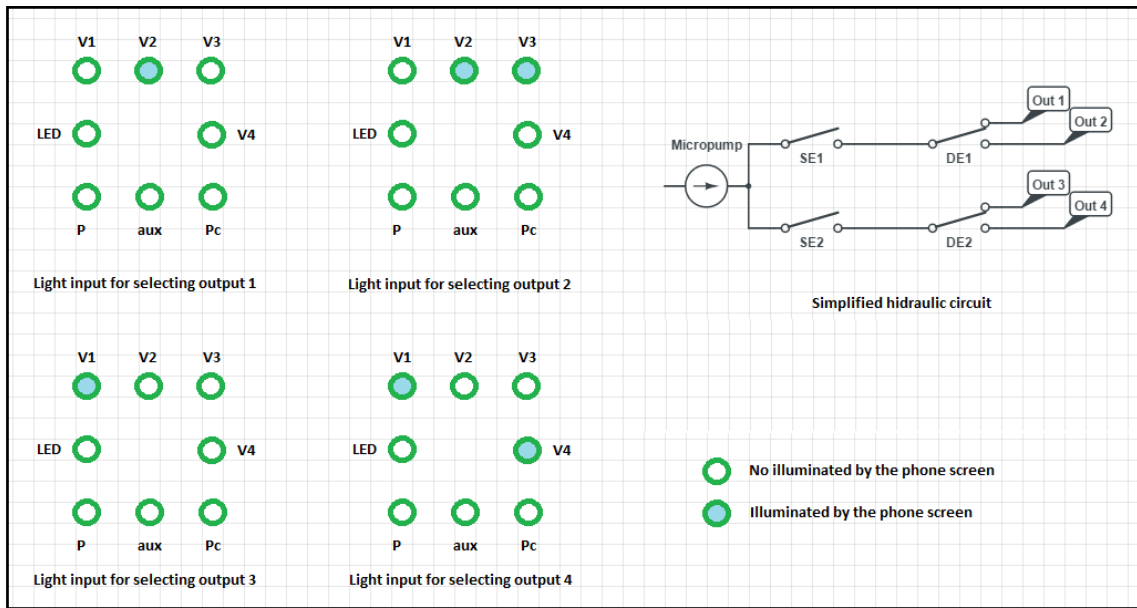 V1 V2 V3
LED V4
P aux Pc
Light input for selecting output 1
V1 V2 V3
LED V4
P aux Pc
Light input for selecting output 2
Micropump
SE1 DE1
Out 1
Out 2
SE2 DE2
Out 3
Out 4
Simplified hidraulic circuit
V1 V2 V3
LED V4
P aux Pc
Light input for selecting output 3
V1 V2 V3
LED V4
P aux Pc
Light input for selecting output 4
No illuminated by the phone screen
Illuminated by the phone screen